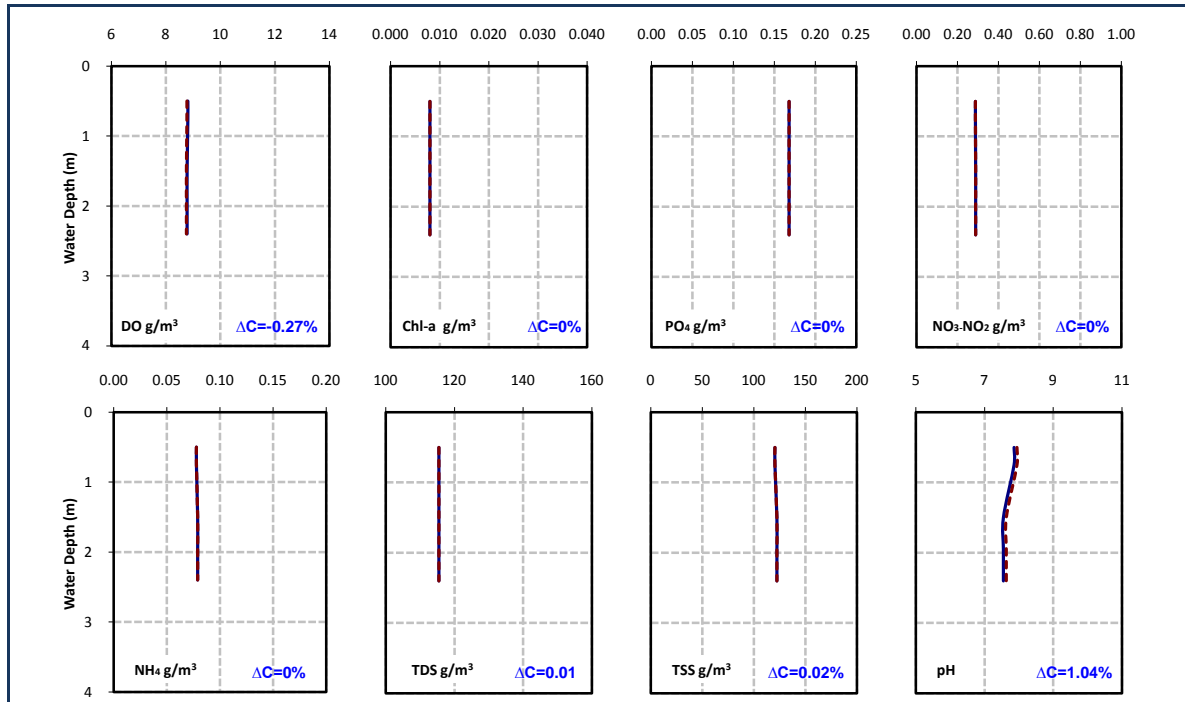 6 8 10 12 14
0.000 0.010 0.020 0.030 0.040
0.00 0.05 0.10 0.15 0.20 0.25
0.00 0.20 0.40 0.60 0.80 1.00
0
1
2
3
4
Water Depth (m)
DO g/m³ ΔC=-0.27%
Chl-a g/m³ ΔC=0%
PO₄ g/m³ ΔC=0%
NO₃-NO₂ g/m³ ΔC=0%
0.00 0.05 0.10 0.15 0.20
100 120 140 160
0 50 100 150 200
5 7 9 11
0
1
2
3
4
Water Depth (m)
NH₄ g/m³ ΔC=0%
TDS g/m³ ΔC=0.01
TSS g/m³ ΔC=0.02%
pH ΔC=1.04%